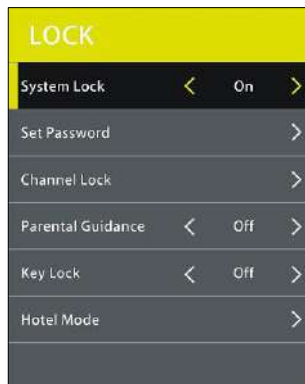 LOCK
System Lock < On >
Set Password >
Channel Lock >
Parental Guidance < Off >
Key Lock < Off >
Hotel Mode >